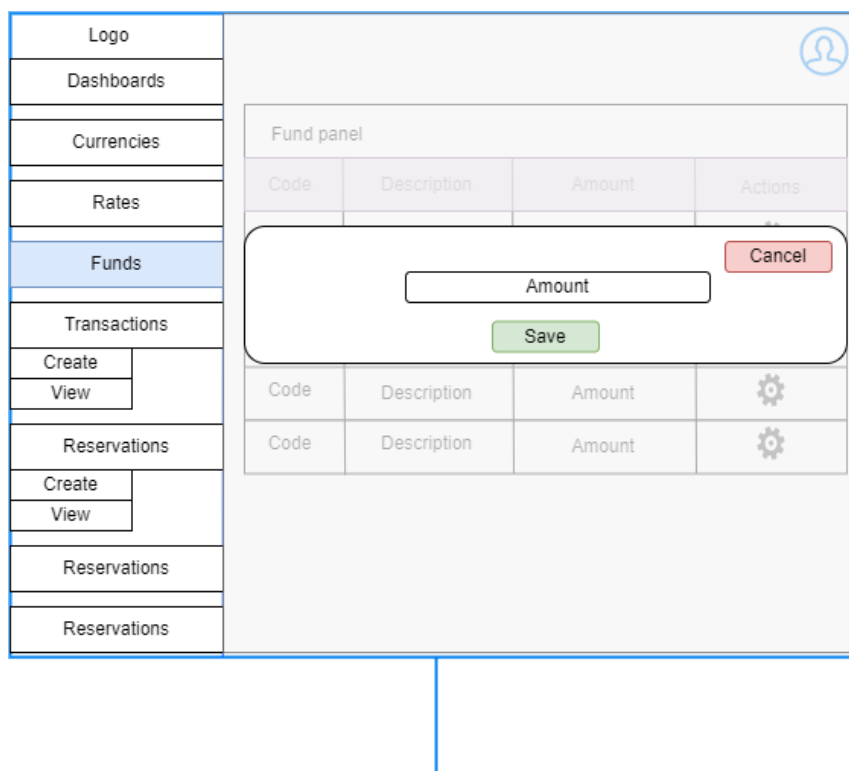 Logo
Dashboards
Currencies
Rates
Funds
Transactions
Create
View
Reservations
Create
View
Reservations
Reservations
Fund panel
Code Description Amount Actions
Cancel
Amount
Save
Code Description Amount
Code Description Amount